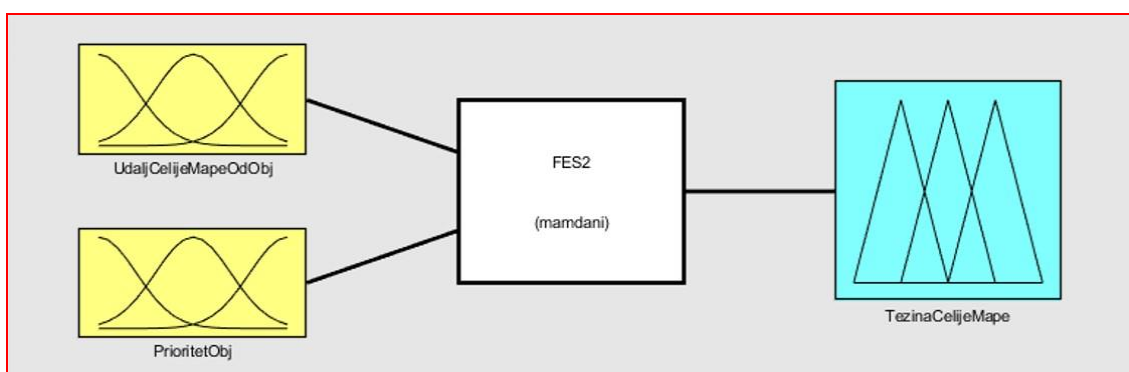 UdaljCelijeMapeOdObj
FES2
(mamdani)
PrioritetObj
TezinaCelijeMape